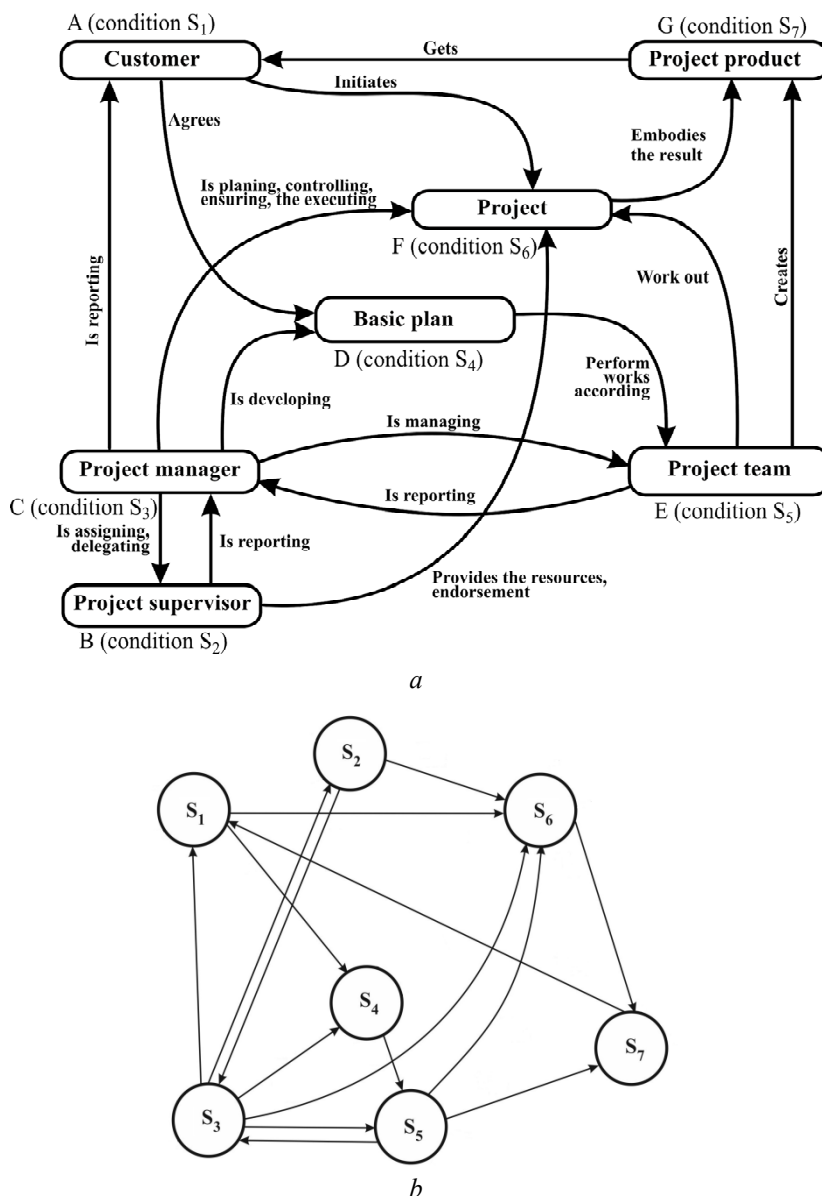 A (condition S₁)
G (condition S₇)
Customer
Gets
Project product
Initiates
Agrees
Embodies
the result
Is planing, controlling,
ensuring, the executing
Project
F (condition S₆)
Work out
Creates
Is reporting
Basic plan
D (condition S₄)
Perform
works
according
Is developing
Is managing
Project manager
Project team
C (condition S₃)
Is reporting
E (condition S₅)
Is assigning,
delegating
Is reporting
Provides the resources,
endorsement
Project supervisor
B (condition S₂)
a
S₂
S₁
S₆
S₄
S₇
S₃
S₅
b